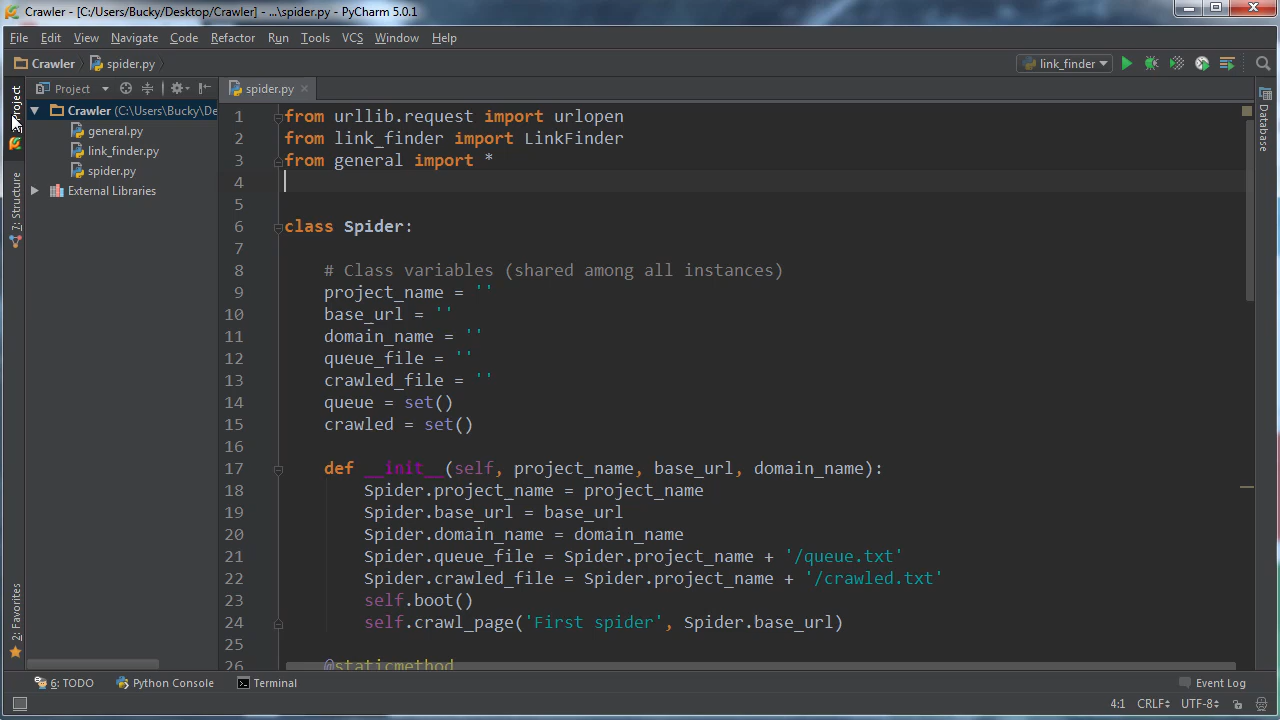 Crawler - [C:/Users/Bucky/Desktop/Crawler] - ...\spider.py - PyCharm 5.0.1
File Edit View Navigate Code Refactor Run Tools VCS Window Help
Crawler spider.py link_finder
Project spider.py
Crawler (C:\Users\Bucky\De
general.py
link_finder.py
spider.py
External Libraries
Project
7: Structure
2: Favorites
1 from urllib.request import urlopen
2 from link_finder import LinkFinder
3 from general import *
4
5
6 class Spider:
7
8 # Class variables (shared among all instances)
9 project_name = ''
10 base_url = ''
11 domain_name = ''
12 queue_file = ''
13 crawled_file = ''
14 queue = set()
15 crawled = set()
16
17 def __init__(self, project_name, base_url, domain_name):
18 Spider.project_name = project_name
19 Spider.base_url = base_url
20 Spider.domain_name = domain_name
21 Spider.queue_file = Spider.project_name + '/queue.txt'
22 Spider.crawled_file = Spider.project_name + '/crawled.txt'
23 self.boot()
24 self.crawl_page('First spider', Spider.base_url)
25
26 @staticmethod
Database
6: TODO Python Console Terminal Event Log
4:1 CRLF UTF-8